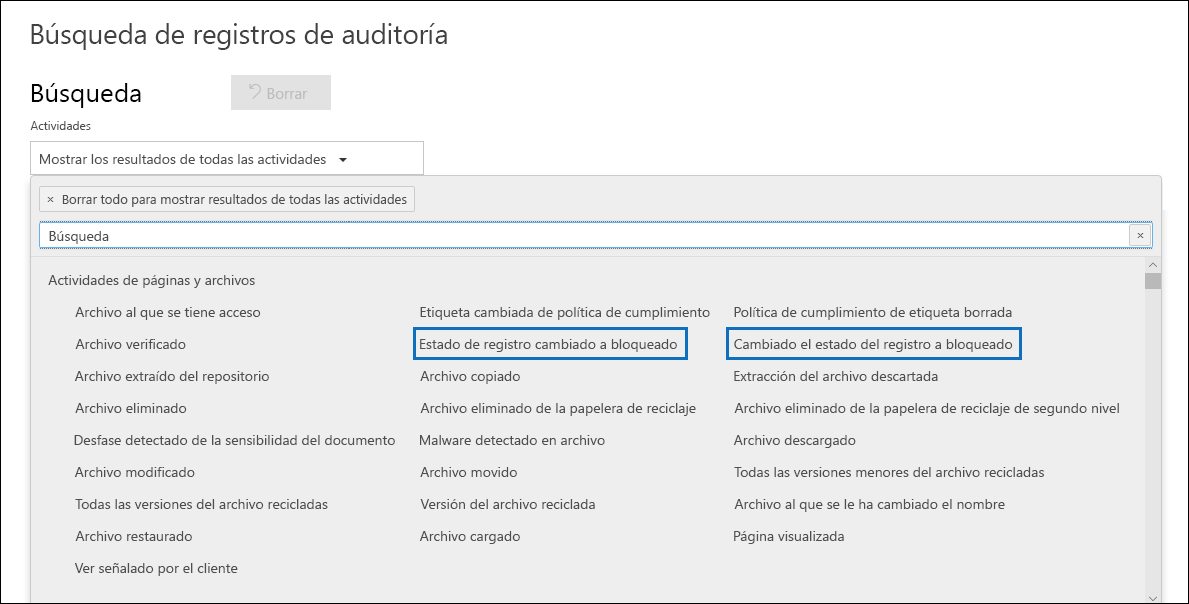 Búsqueda de registros de auditoría
Búsqueda
Borrar
Actividades
Mostrar los resultados de todas las actividades
× Borrar todo para mostrar resultados de todas las actividades
Búsqueda
×
Actividades de páginas y archivos
Archivo al que se tiene acceso Etiqueta cambiada de política de cumplimiento Política de cumplimiento de etiqueta borrada
Archivo verificado Estado de registro cambiado a bloqueado Cambiado el estado del registro a bloqueado
Archivo extraído del repositorio Archivo copiado Extracción del archivo descartada
Archivo eliminado Archivo eliminado de la papelera de reciclaje Archivo eliminado de la papelera de reciclaje de segundo nivel
Desfase detectado de la sensibilidad del documento Malware detectado en archivo Archivo descargado
Archivo modificado Archivo movido Todas las versiones menores del archivo recicladas
Todas las versiones del archivo recicladas Versión del archivo reciclada Archivo al que se le ha cambiado el nombre
Archivo restaurado Archivo cargado Página visualizada
Ver señalado por el cliente